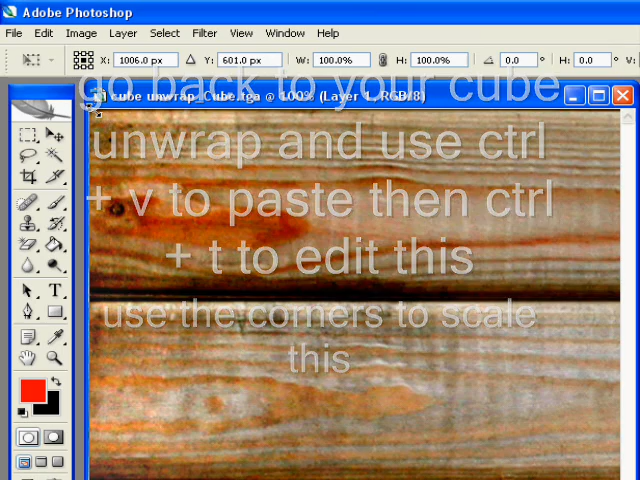 Adobe Photoshop
File Edit Image Layer Select Filter View Window Help
X: 1006.0 px Y: 601.0 px W: 100.0% H: 100.0% 0.0 ° H: 0.0 ° V:
cube unwrap_Cube.tga @ 100% (Layer 1, RGB/8)
go back to your cube
unwrap and use ctrl
+ v to paste then ctrl
+ t to edit this
use the corners to scale
this